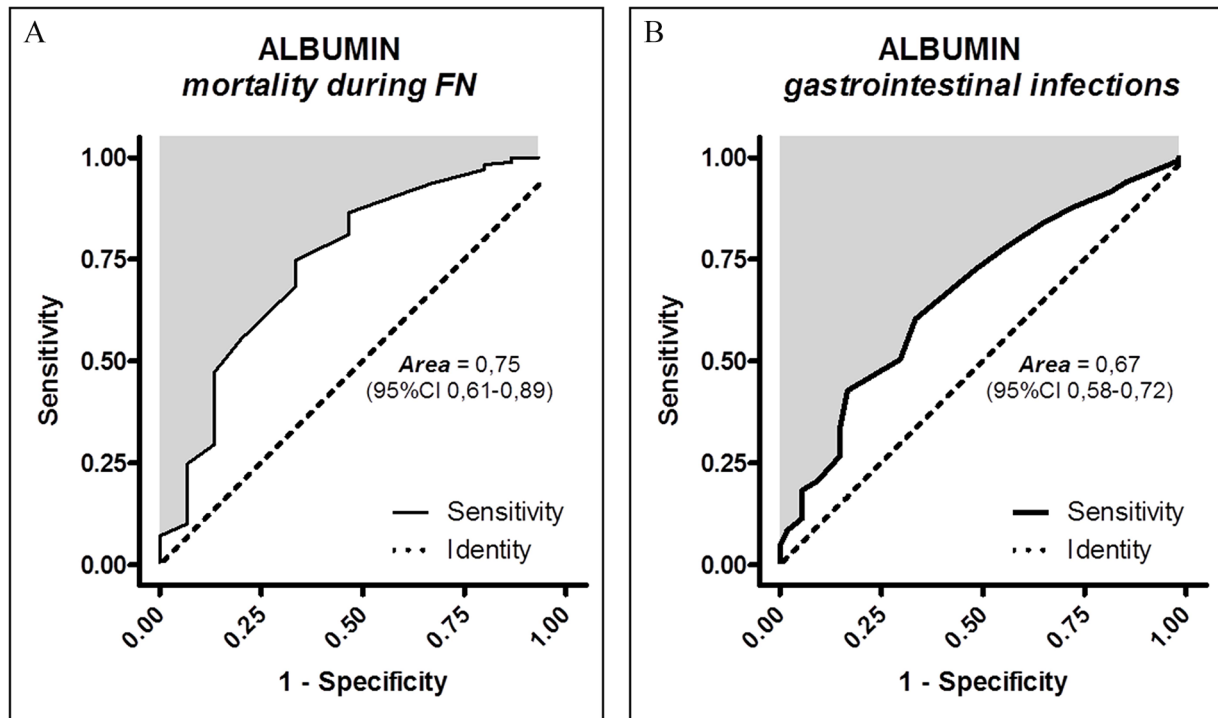 A
ALBUMIN
mortality during FN
1.00
0.75
0.50
0.25
0.00
Sensitivity
Area = 0,75
(95%CI 0,61-0,89)
Sensitivity
Identity
0.00
0.25
0.50
0.75
1.00
1 - Specificity
B
ALBUMIN
gastrointestinal infections
1.00
0.75
0.50
0.25
0.00
Sensitivity
Area = 0,67
(95%CI 0,58-0,72)
Sensitivity
Identity
0.00
0.25
0.50
0.75
1.00
1 - Specificity